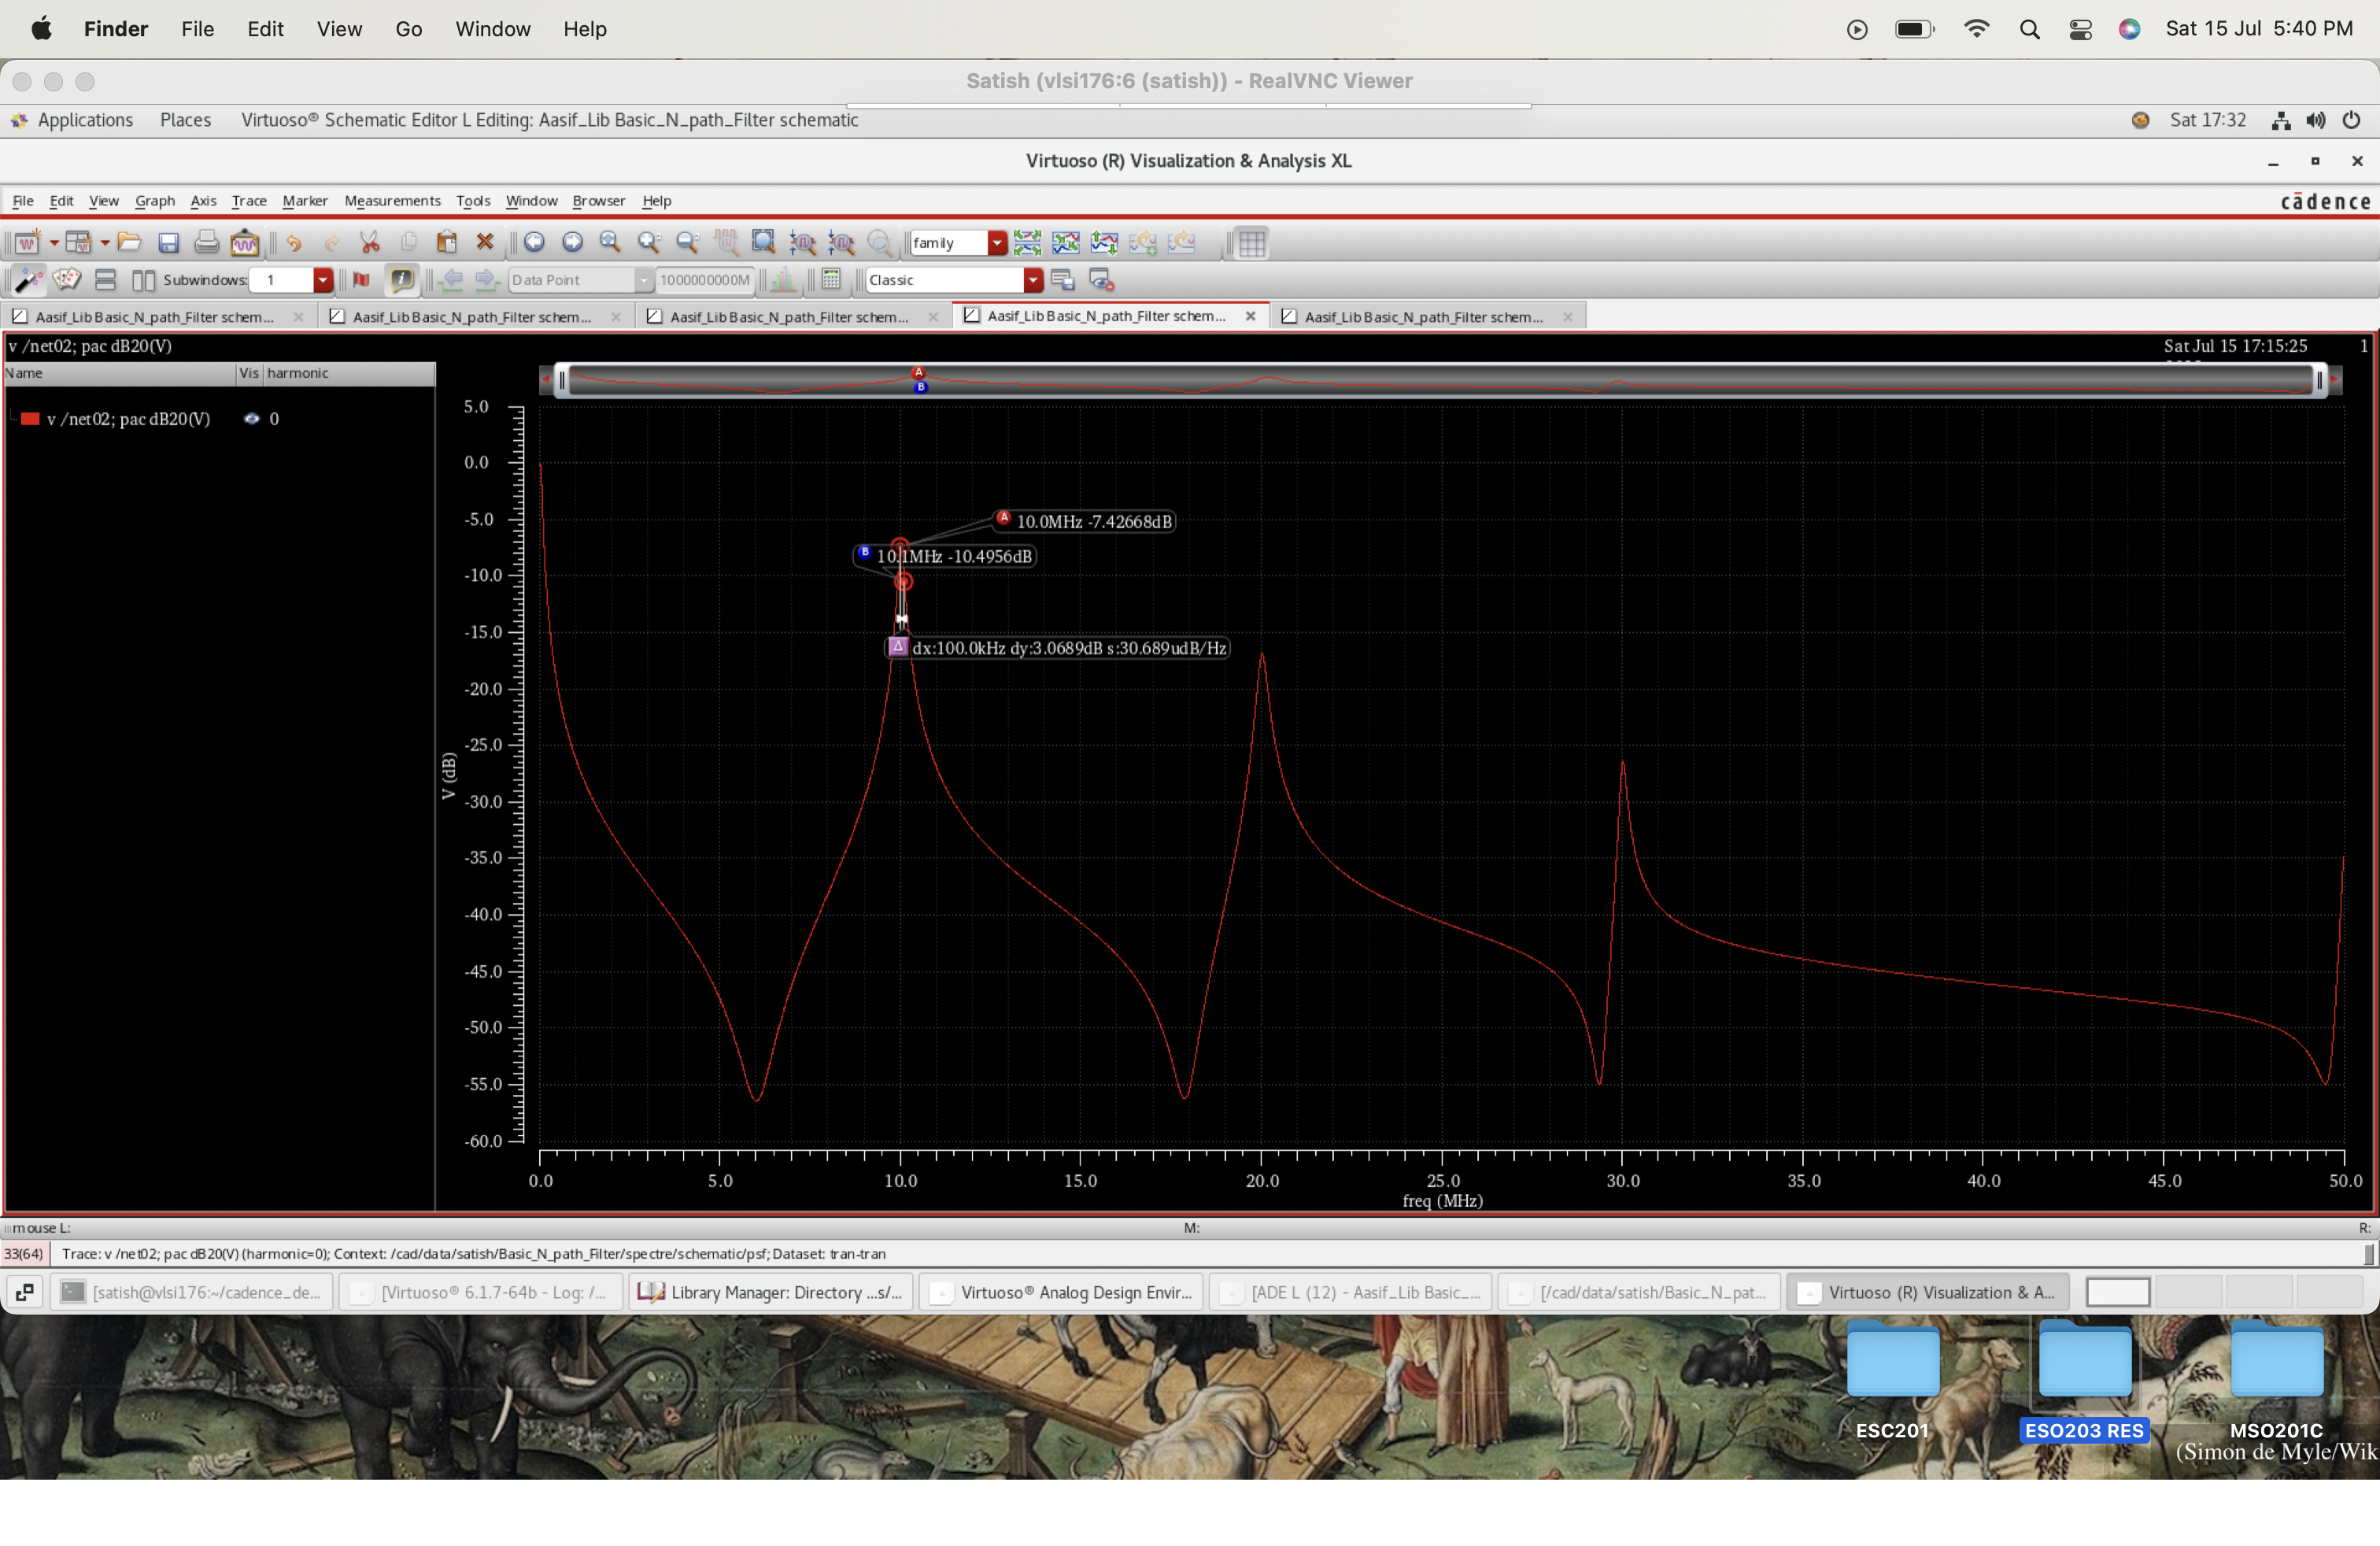 Finder File Edit View Go Window Help Sat 15 Jul 5:40 PM
Satish (vlsi176:6 (satish)) - RealVNC Viewer
Applications Places Virtuoso® Schematic Editor L Editing: Aasif_Lib Basic_N_path_Filter schematic Sat 17:32
Virtuoso (R) Visualization & Analysis XL
File Edit View Graph Axis Trace Marker Measurements Tools Window Browser Help cādence
family
Subwindows: 1 Data Point 1000000000M Classic
Aasif_Lib Basic_N_path_Filter schem... Aasif_Lib Basic_N_path_Filter schem... Aasif_Lib Basic_N_path_Filter schem... Aasif_Lib Basic_N_path_Filter schem... Aasif_Lib Basic_N_path_Filter schem...
v /net02; pac dB20(V) Sat Jul 15 17:15:25 1
Name Vis harmonic
v /net02; pac dB20(V) 0
A
B
5.0
0.0
-5.0
-10.0
-15.0
-20.0
-25.0
-30.0
-35.0
-40.0
-45.0
-50.0
-55.0
-60.0
V (dB)
A 10.0MHz -7.42668dB
B 10.1MHz -10.4956dB
Δ dx:100.0kHz dy:3.0689dB s:30.689udB/Hz
0.0 5.0 10.0 15.0 20.0 25.0 30.0 35.0 40.0 45.0 50.0
freq (MHz)
mouse L: M: R:
33(64) Trace: v /net02; pac dB20(V) (harmonic=0); Context: /cad/data/satish/Basic_N_path_Filter/spectre/schematic/psf; Dataset: tran-tran
[satish@vlsi176:~/cadence_de... [Virtuoso® 6.1.7-64b - Log: /... Library Manager: Directory ...s/... Virtuoso® Analog Design Envir... [ADE L (12) - Aasif_Lib Basic_... [/cad/data/satish/Basic_N_pat... Virtuoso (R) Visualization & A...
ESC201 ESO203 RES MSO201C
(Simon de Myle/Wik